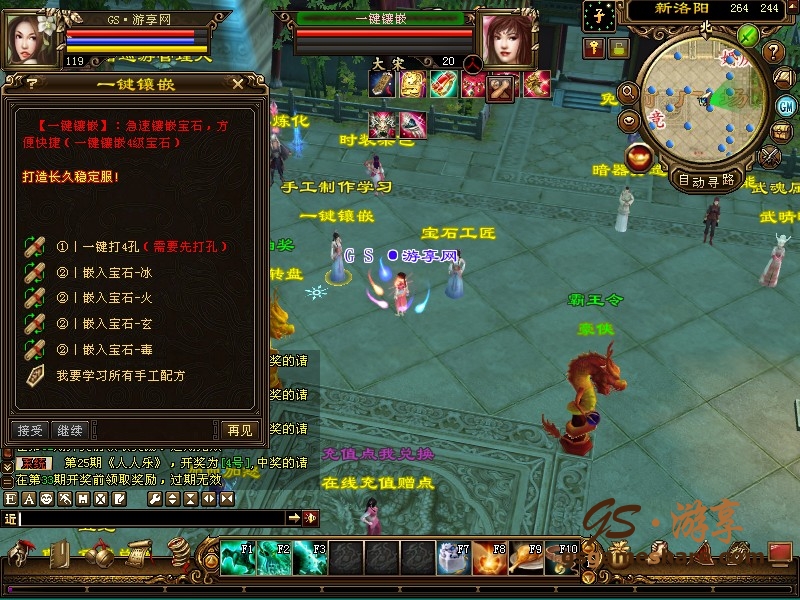 GS·游享网
119
一键镶嵌
大宋
20
新洛阳
264 244
北
GM
自动寻路
? 一键镶嵌 ×
【一键镶嵌】：急速镶嵌宝石，方
便快捷（一键镶嵌4级宝石）
打造长久稳定服！
①丨一键打4孔（需要先打孔）
②丨嵌入宝石-冰
②丨嵌入宝石-火
②丨嵌入宝石-玄
②丨嵌入宝石-毒
我要学习所有手工配方
接受
继续
再见
炼化
手工制作学习
一键镶嵌
宝石工匠
GS●游享网
转盘
霸王令
豪侠
奖的请
奖的请
奖的请
充值点我兑换
在线充值赠点
系统 第25期《人人乐》，开奖为[4号],中奖的请
在第33期开奖前领取奖励，过期无效
近
F1 F2 F3 F7 F8 F9 F10
GS·游享